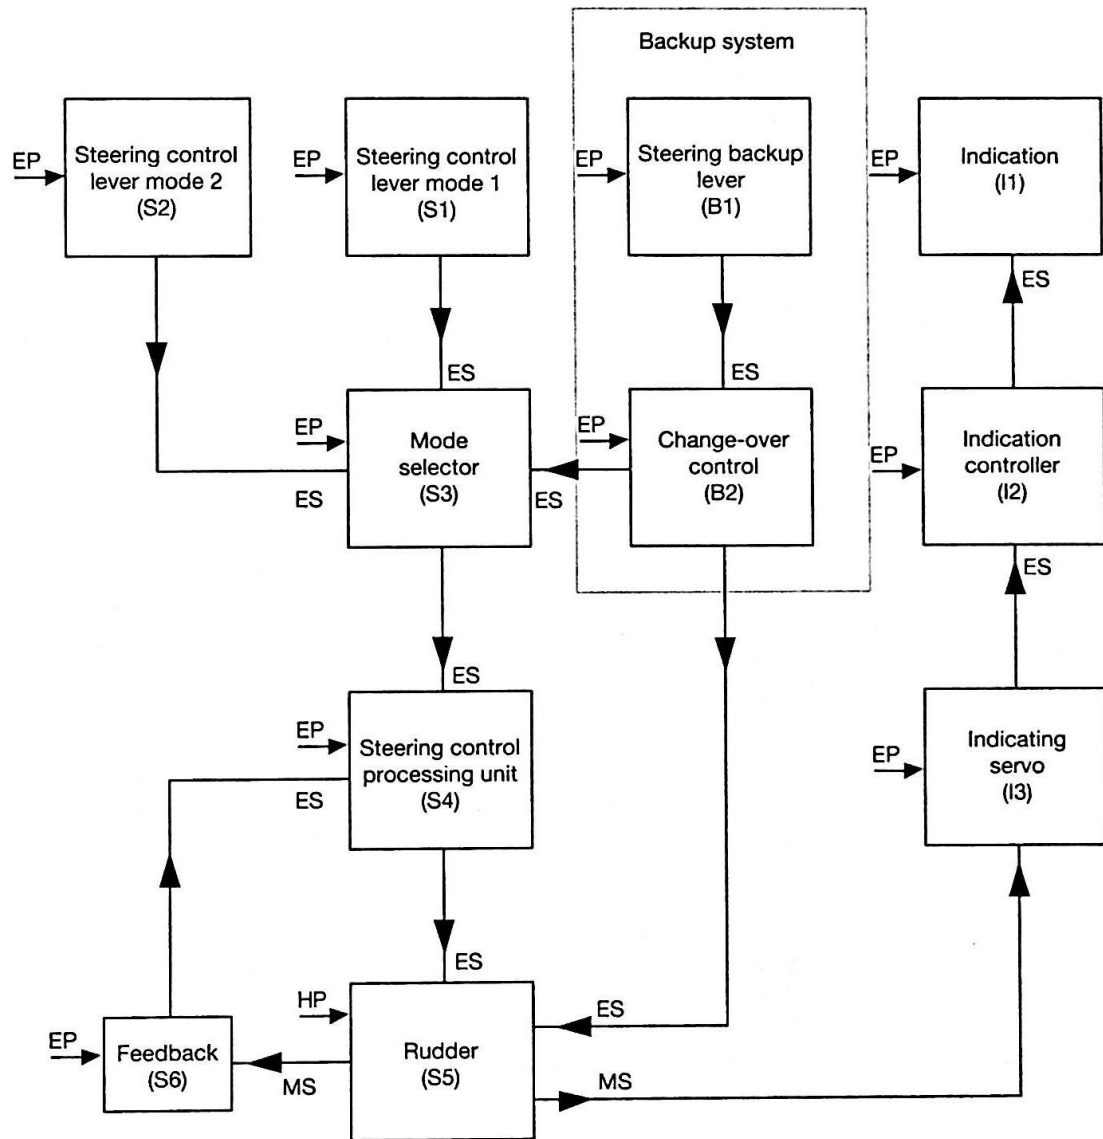 Backup system
EP
Steering control
lever mode 2
(S2)
EP
Steering control
lever mode 1
(S1)
EP
Steering backup
lever
(B1)
EP
Indication
(I1)
ES
ES
ES
EP
Mode
selector
(S3)
ES
ES
EP
Change-over
control
(B2)
EP
Indication
controller
(I2)
ES
ES
EP
Steering control
processing unit
(S4)
ES
EP
Indicating
servo
(I3)
ES
HP
Rudder
(S5)
ES
EP
Feedback
(S6)
MS
MS